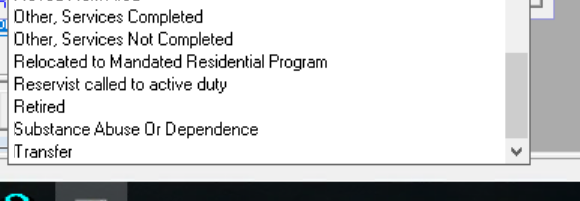 Other, Services Completed
Other, Services Not Completed
Relocated to Mandated Residential Program
Reservist called to active duty
Retired
Substance Abuse Or Dependence
Transfer